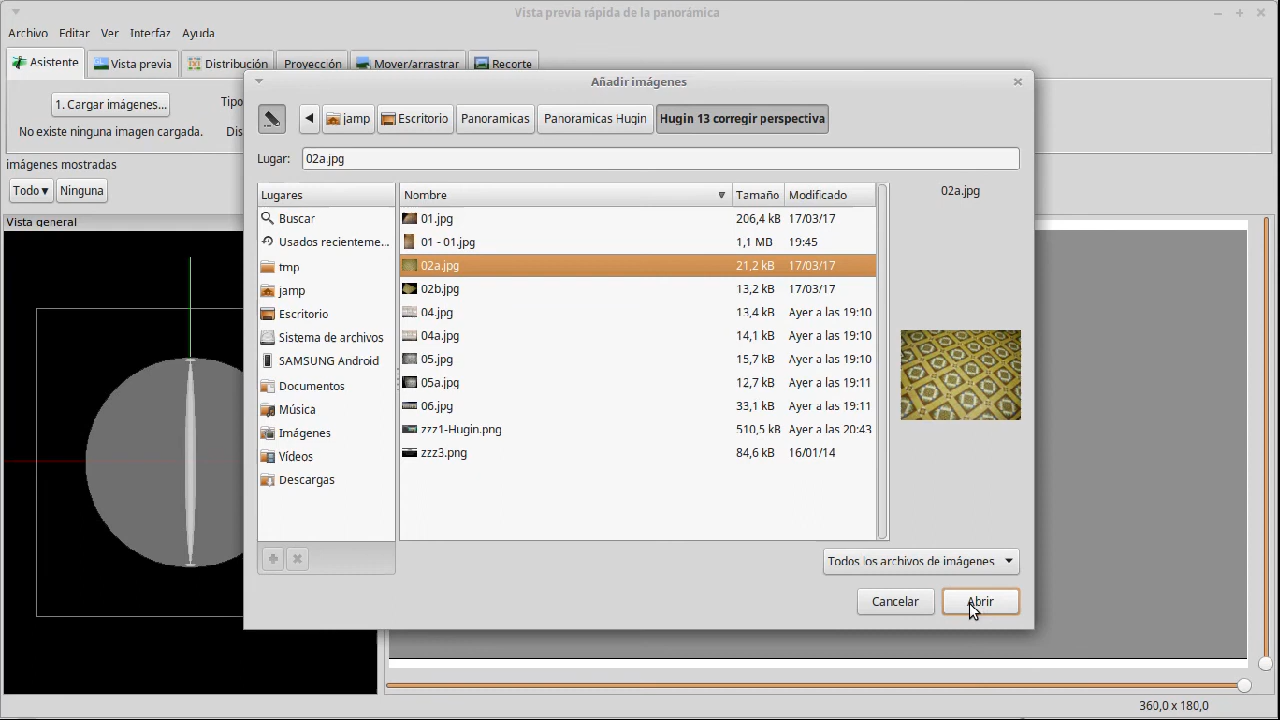 Vista previa rápida de la panorámica
Archivo Editar Ver Interfaz Ayuda
Asistente Vista previa Distribución Proyección Mover/arrastrar Recorte
Añadir imágenes
1. Cargar imágenes... Tipo
No existe ninguna imagen cargada. Dis
jamp Escritorio Panoramicas Panoramicas Hugin Hugin 13 corregir perspectiva
imágenes mostradas
Todo Ninguna
Lugar: 02a.jpg
Vista general
Lugares
Buscar
Usados recienteme...
tmp
jamp
Escritorio
Sistema de archivos
SAMSUNG Android
Documentos
Música
Imágenes
Vídeos
Descargas
Nombre Tamaño Modificado
01.jpg 206,4 kB 17/03/17
01 - 01.jpg 1,1 MB 19:45
02a.jpg 21,2 kB 17/03/17
02b.jpg 13,2 kB 17/03/17
04.jpg 13,4 kB Ayer a las 19:10
04a.jpg 14,1 kB Ayer a las 19:10
05.jpg 15,7 kB Ayer a las 19:10
05a.jpg 12,7 kB Ayer a las 19:11
06.jpg 33,1 kB Ayer a las 19:11
zzz1-Hugin.png 510,5 kB Ayer a las 20:43
zzz3.png 84,6 kB 16/01/14
02a.jpg
Todos los archivos de imágenes
Cancelar Abrir
360,0 x 180,0